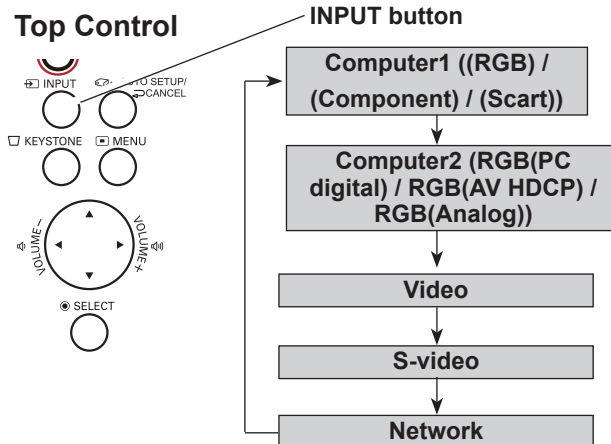 Top Control
INPUT button
INPUT
TO SETUP/
CANCEL
KEYSTONE
MENU
VOLUME−
VOLUME+
SELECT
Computer1 ((RGB) /
(Component) / (Scart))
Computer2 (RGB(PC
digital) / RGB(AV HDCP) /
RGB(Analog))
Video
S-video
Network